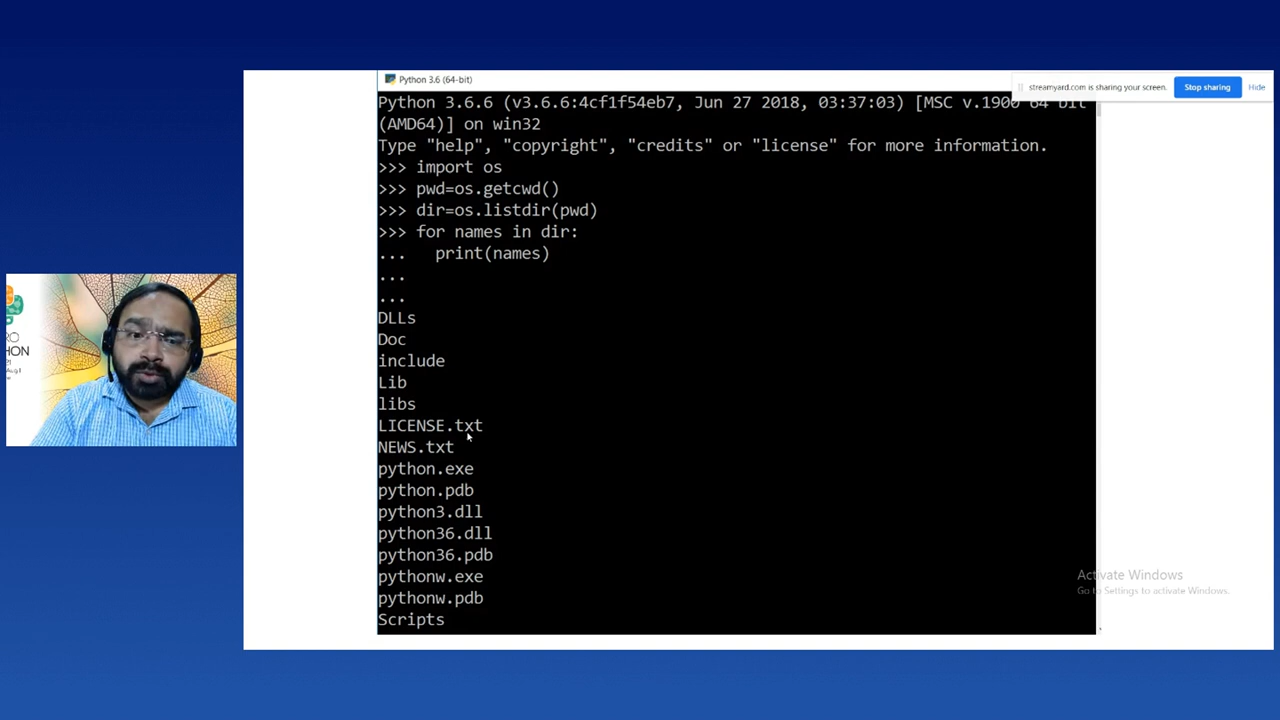 Python 3.6 (64-bit)
streamyard.com is sharing your screen.
Stop sharing
Hide
Python 3.6.6 (v3.6.6:4cf1f54eb7, Jun 27 2018, 03:37:03) [MSC v.1900 64 bit
(AMD64)] on win32
Type "help", "copyright", "credits" or "license" for more information.
>>> import os
>>> pwd=os.getcwd()
>>> dir=os.listdir(pwd)
>>> for names in dir:
...   print(names)
...
...
DLLs
Doc
include
Lib
libs
LICENSE.txt
NEWS.txt
python.exe
python.pdb
python3.dll
python36.dll
python36.pdb
pythonw.exe
pythonw.pdb
Scripts
RO
HON
Activate Windows
Go to Settings to activate Windows.